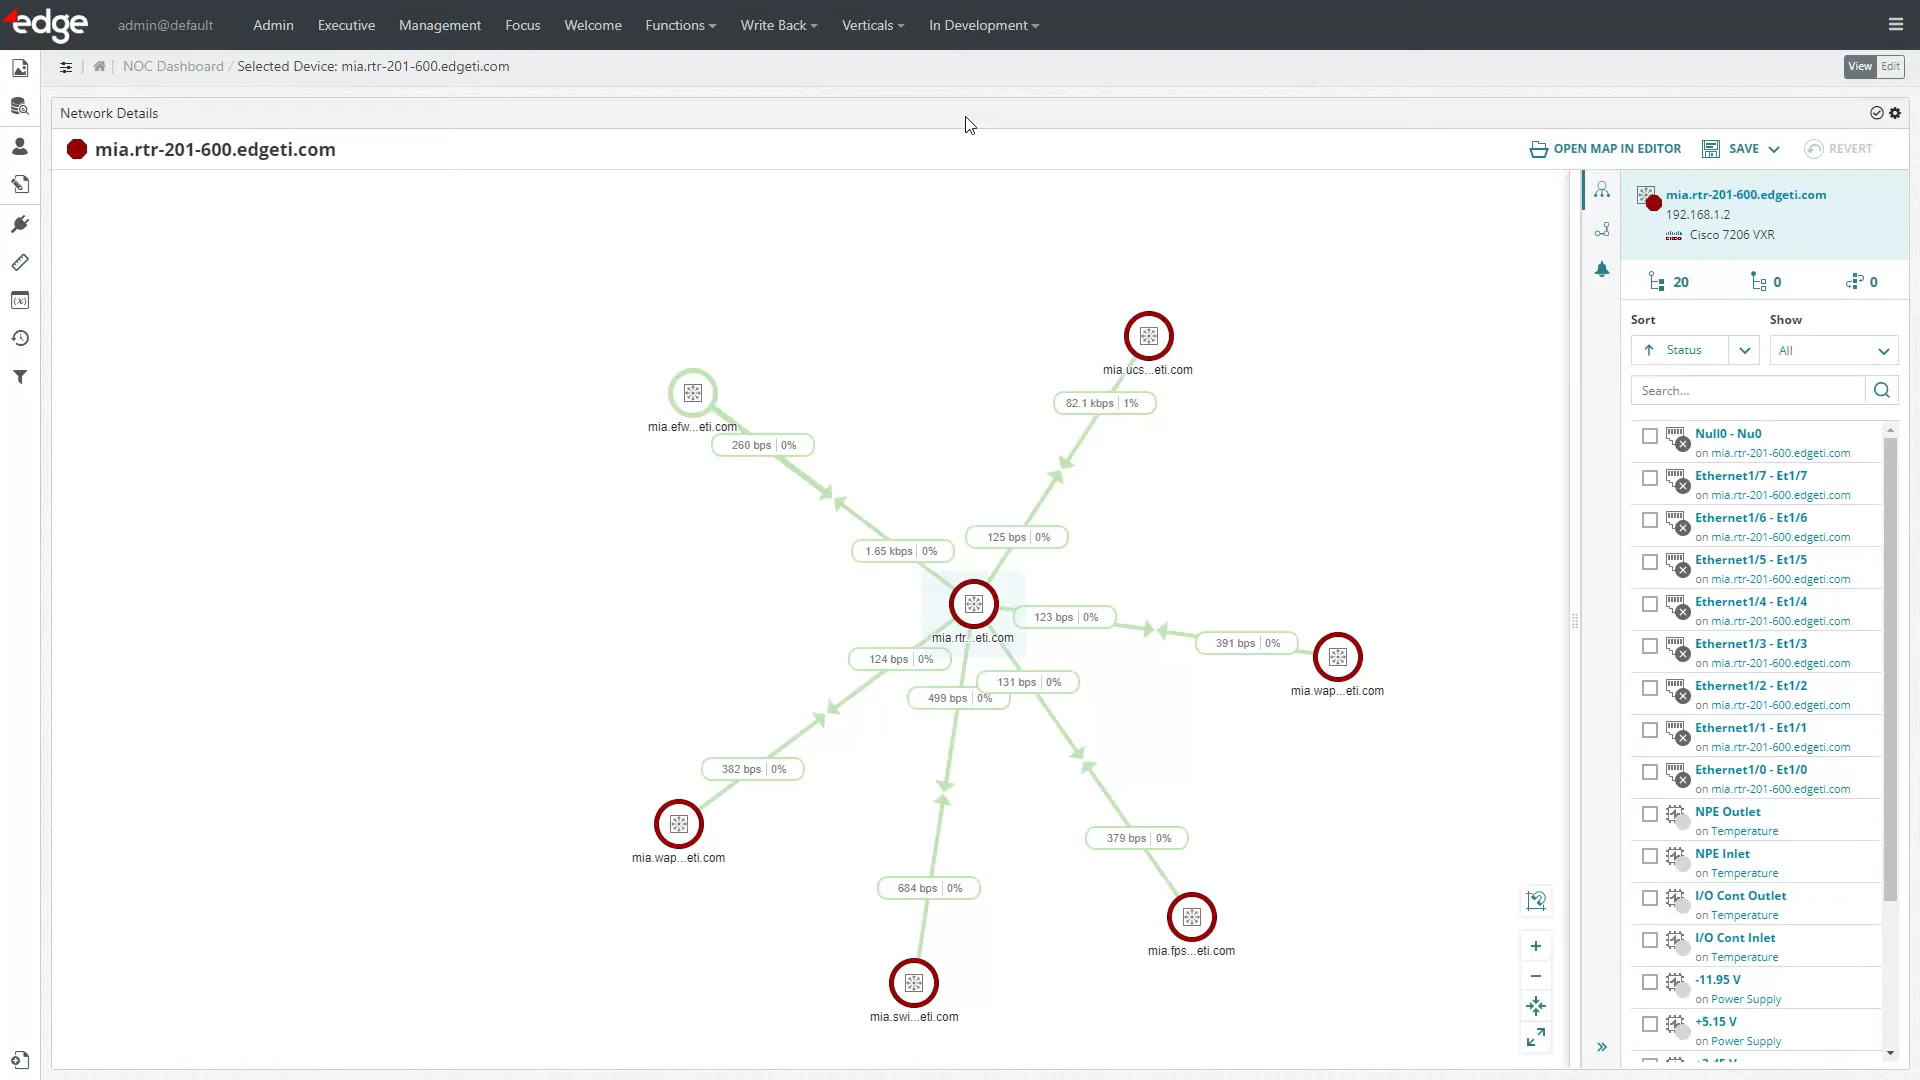 edge
admin@default
Admin
Executive
Management
Focus
Welcome
Functions
Write Back
Verticals
In Development
NOC Dashboard / Selected Device: mia.rtr-201-600.edgeti.com
View
Edit
Network Details
mia.rtr-201-600.edgeti.com
OPEN MAP IN EDITOR
SAVE
REVERT
mia.ucs...eti.com
82.1 kbps | 1%
mia.efw...eti.com
260 bps | 0%
125 bps | 0%
1.65 kbps | 0%
mia.rtr...eti.com
123 bps | 0%
391 bps | 0%
mia.wap...eti.com
124 bps | 0%
131 bps | 0%
499 bps | 0%
382 bps | 0%
mia.wap...eti.com
379 bps | 0%
684 bps | 0%
mia.fps...eti.com
mia.swi...eti.com
mia.rtr-201-600.edgeti.com
192.168.1.2
cisco
Cisco 7206 VXR
20
0
0
Sort
Show
Status
All
Search...
Null0 - Nu0
on mia.rtr-201-600.edgeti.com
Ethernet1/7 - Et1/7
on mia.rtr-201-600.edgeti.com
Ethernet1/6 - Et1/6
on mia.rtr-201-600.edgeti.com
Ethernet1/5 - Et1/5
on mia.rtr-201-600.edgeti.com
Ethernet1/4 - Et1/4
on mia.rtr-201-600.edgeti.com
Ethernet1/3 - Et1/3
on mia.rtr-201-600.edgeti.com
Ethernet1/2 - Et1/2
on mia.rtr-201-600.edgeti.com
Ethernet1/1 - Et1/1
on mia.rtr-201-600.edgeti.com
Ethernet1/0 - Et1/0
on mia.rtr-201-600.edgeti.com
NPE Outlet
on Temperature
NPE Inlet
on Temperature
I/O Cont Outlet
on Temperature
I/O Cont Inlet
on Temperature
-11.95 V
on Power Supply
+5.15 V
on Power Supply